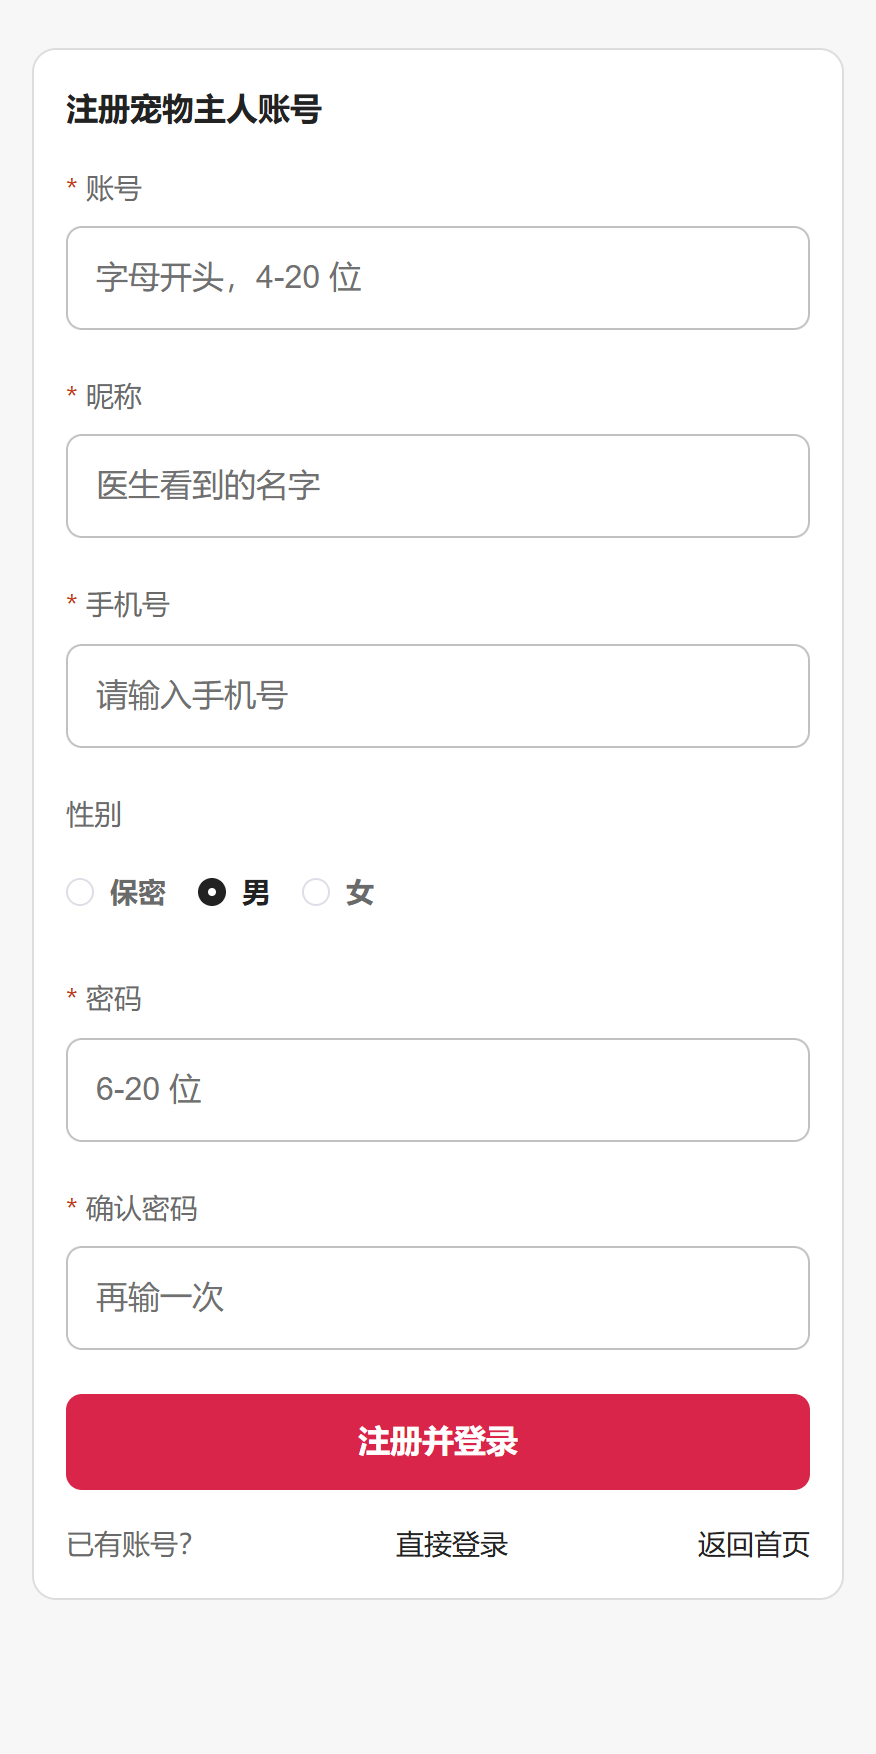 注册宠物主人账号
* 账号
字母开头，4-20 位
* 昵称
医生看到的名字
* 手机号
请输入手机号
性别
保密 男 女
* 密码
6-20 位
* 确认密码
再输一次
注册并登录
已有账号？ 直接登录 返回首页